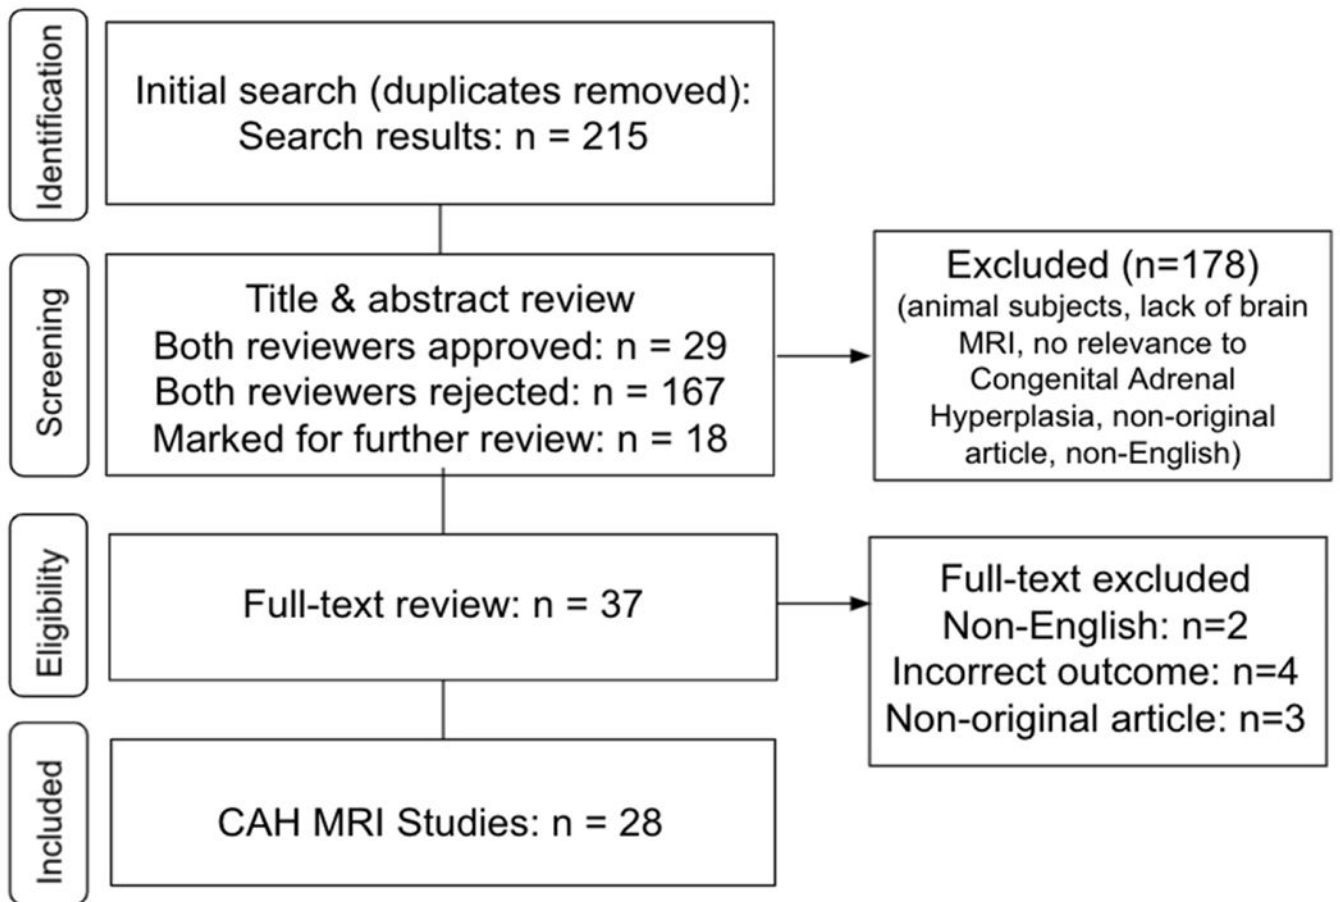 Identification
Initial search (duplicates removed):
Search results: n = 215
Screening
Title & abstract review
Both reviewers approved: n = 29
Both reviewers rejected: n = 167
Marked for further review: n = 18
Excluded (n=178)
(animal subjects, lack of brain
MRI, no relevance to
Congenital Adrenal
Hyperplasia, non-original
article, non-English)
Eligibility
Full-text review: n = 37
Full-text excluded
Non-English: n=2
Incorrect outcome: n=4
Non-original article: n=3
Included
CAH MRI Studies: n = 28